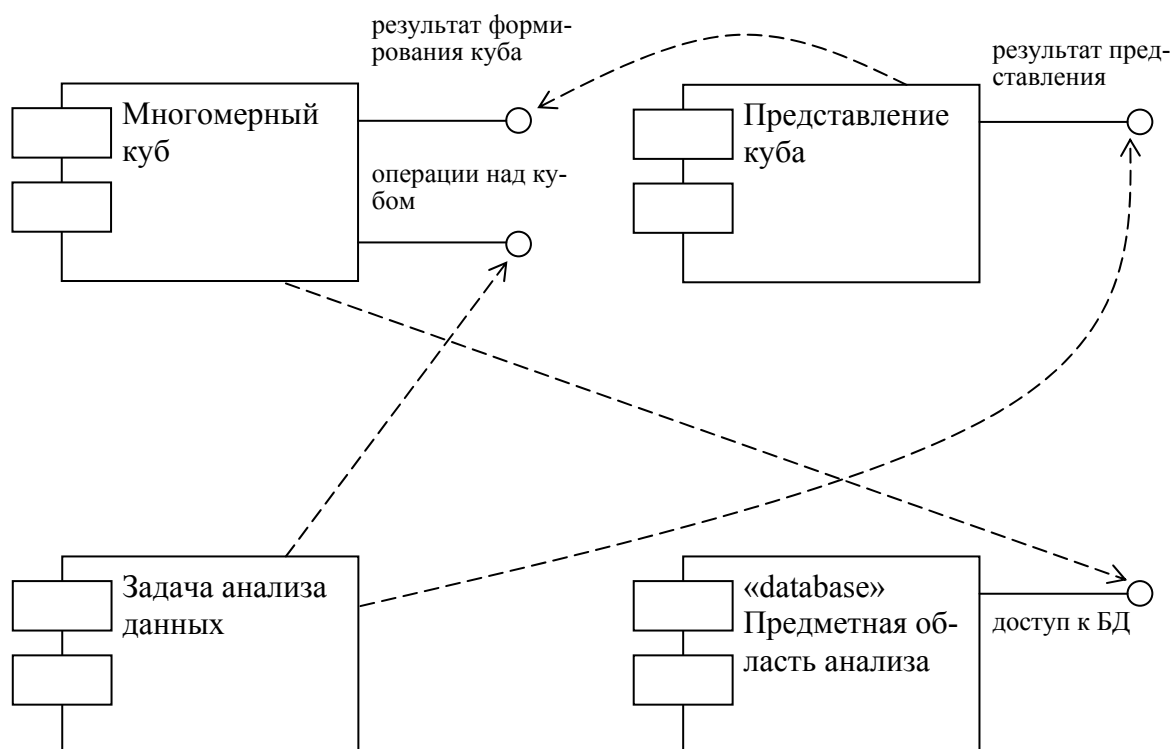 результат форми-
рования куба
результат пред-
ставления
Многомерный
куб
Представление
куба
операции над ку-
бом
Задача анализа
данных
«database»
Предметная об-
ласть анализа
доступ к БД